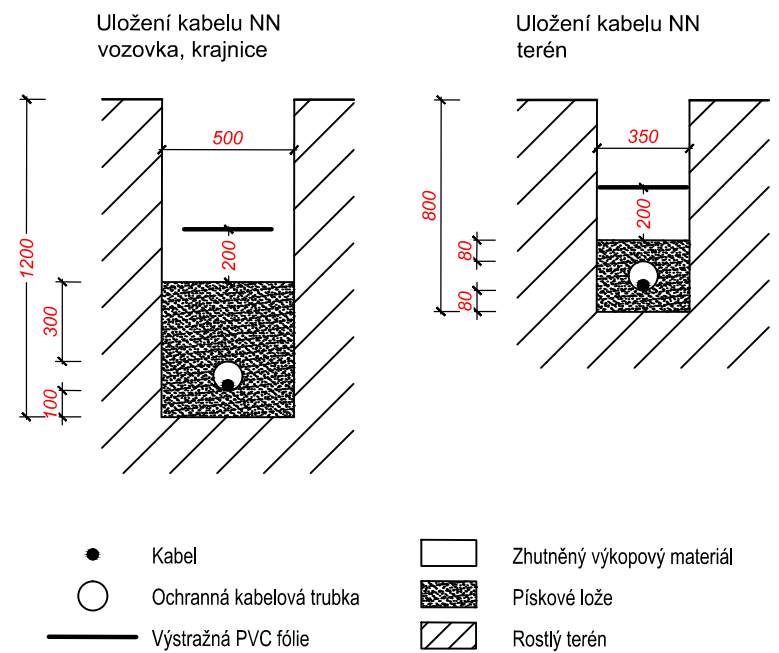 Uložení kabelu NN
vozovka, krajnice
500
1200
200
300
100
Uložení kabelu NN
terén
350
800
200
80
80
Kabel
Ochranná kabelová trubka
Výstražná PVC fólie
Zhutněný výkopový materiál
Pískové lože
Rostlý terén